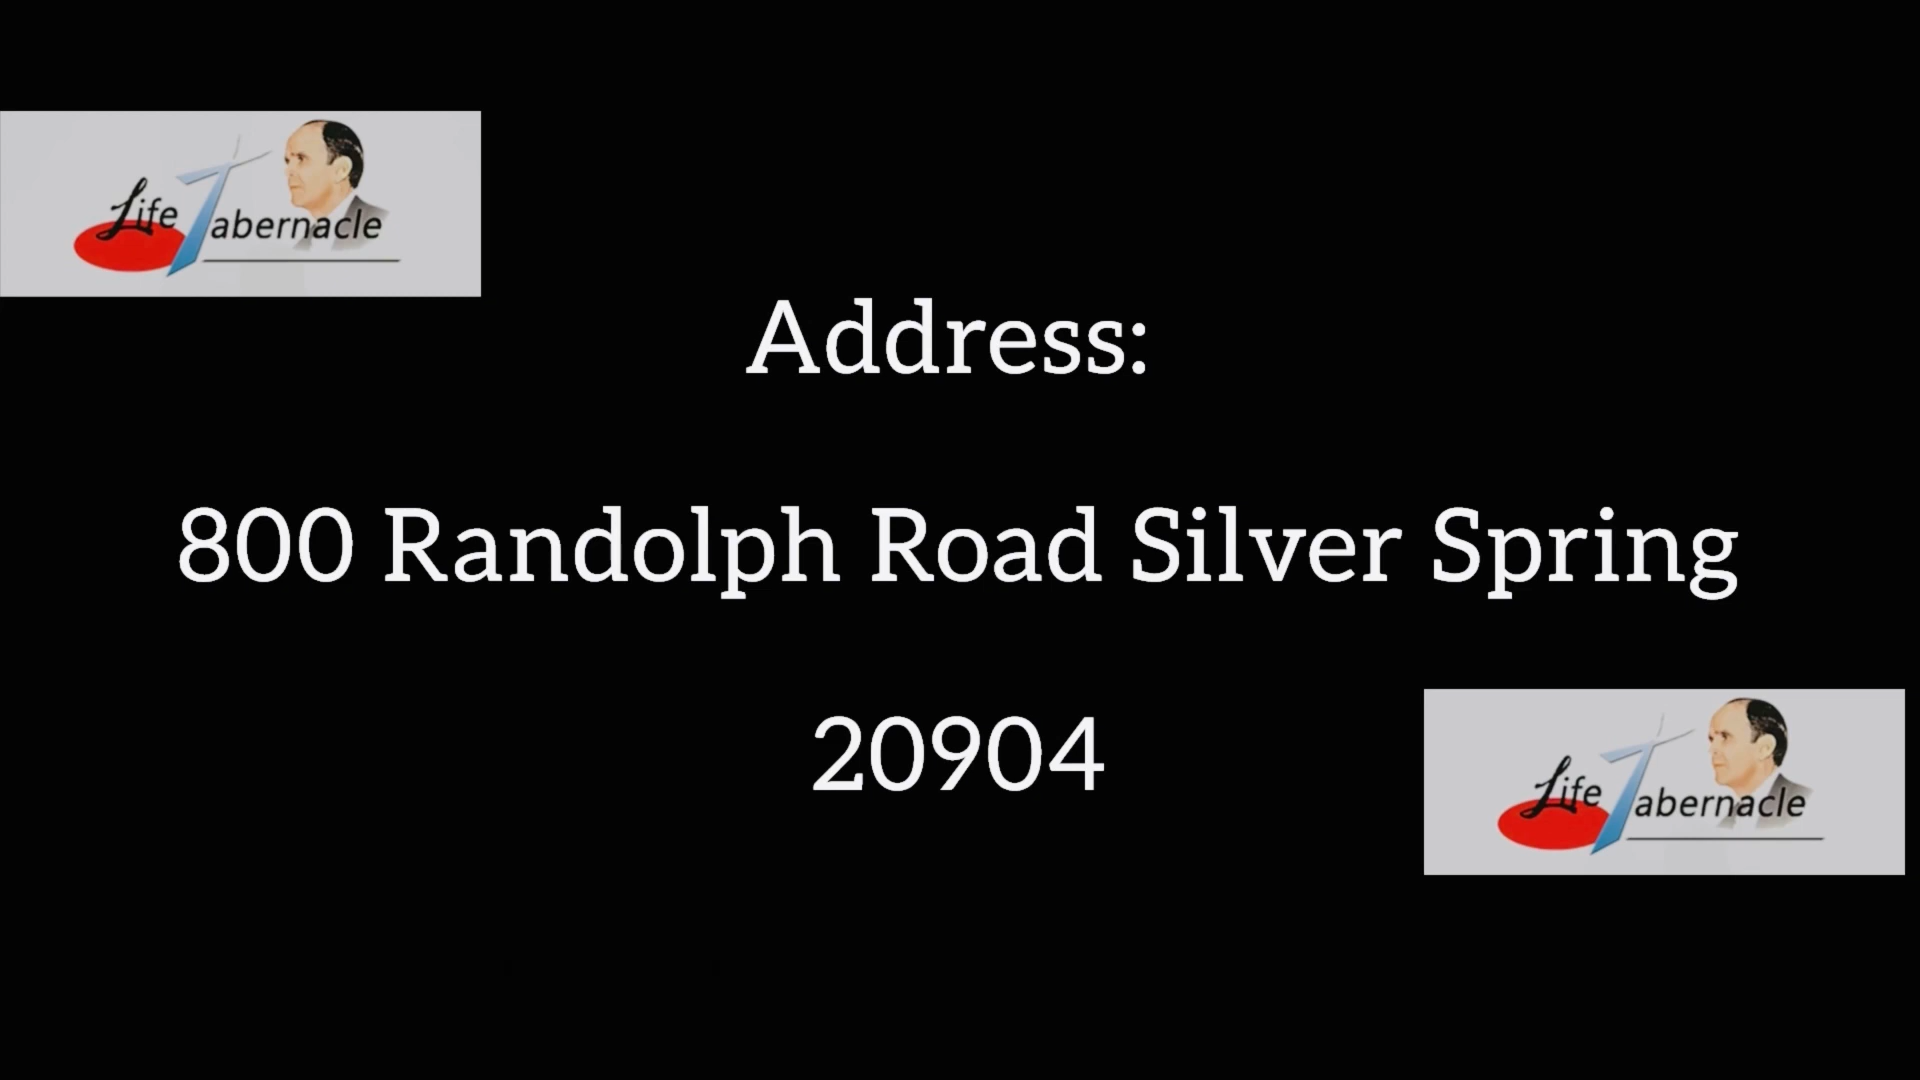 Life Tabernacle
Address:
800 Randolph Road Silver Spring
20904
Life Tabernacle